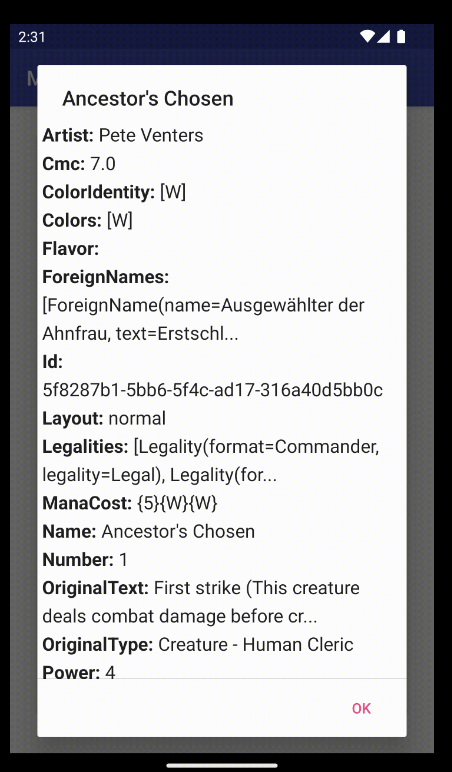 2:31
M
Ancestor's Chosen
Artist: Pete Venters
Cmc: 7.0
ColorIdentity: [W]
Colors: [W]
Flavor:
ForeignNames:
[ForeignName(name=Ausgewählter der
Ahnfrau, text=Erstschl...
Id:
5f8287b1-5bb6-5f4c-ad17-316a40d5bb0c
Layout: normal
Legalities: [Legality(format=Commander,
legality=Legal), Legality(for...
ManaCost: {5}{W}{W}
Name: Ancestor's Chosen
Number: 1
OriginalText: First strike (This creature
deals combat damage before cr...
OriginalType: Creature - Human Cleric
Power: 4
OK